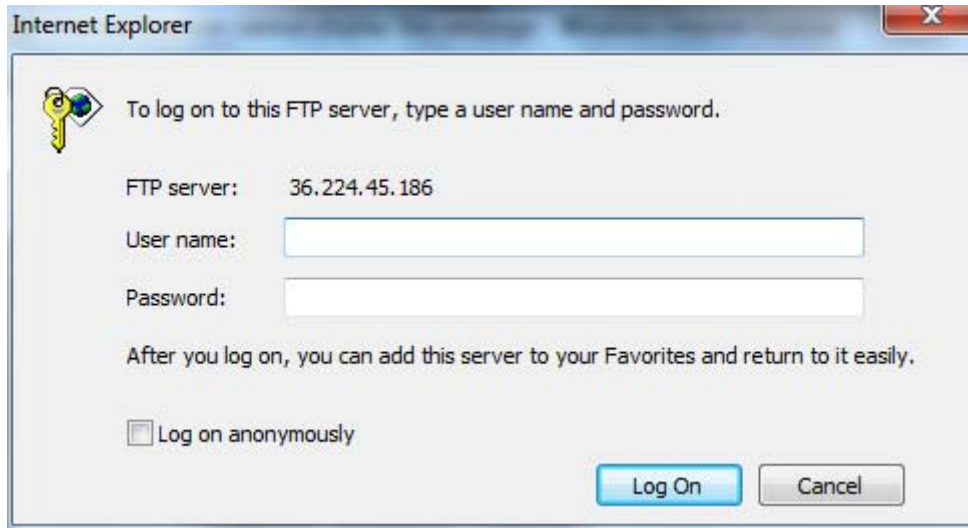 Internet Explorer
To log on to this FTP server, type a user name and password.
FTP server: 36.224.45.186
User name:
Password:
After you log on, you can add this server to your Favorites and return to it easily.
Log on anonymously
Log On Cancel